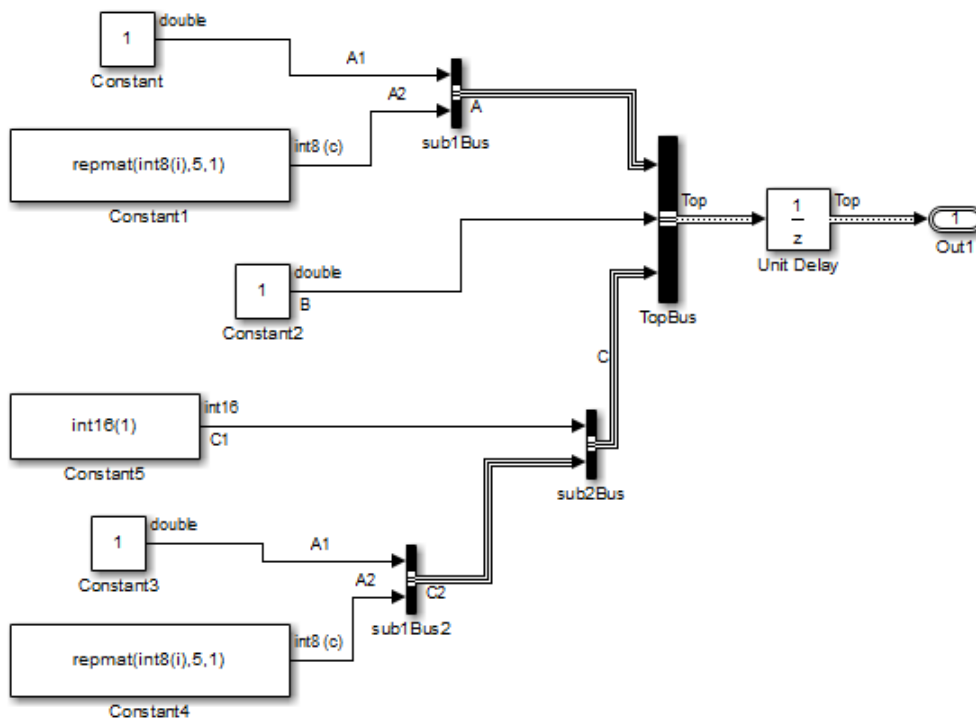 double
1
A1
Constant
A2
A
sub1Bus
repmat(int8(i),5,1)
int8 (c)
Constant1
Top
1
z
Top
1
Unit Delay
Out1
double
1
B
Constant2
TopBus
C
int16
int16(1)
C1
Constant5
sub2Bus
double
1
A1
Constant3
A2
C2
sub1Bus2
repmat(int8(i),5,1)
int8 (c)
Constant4